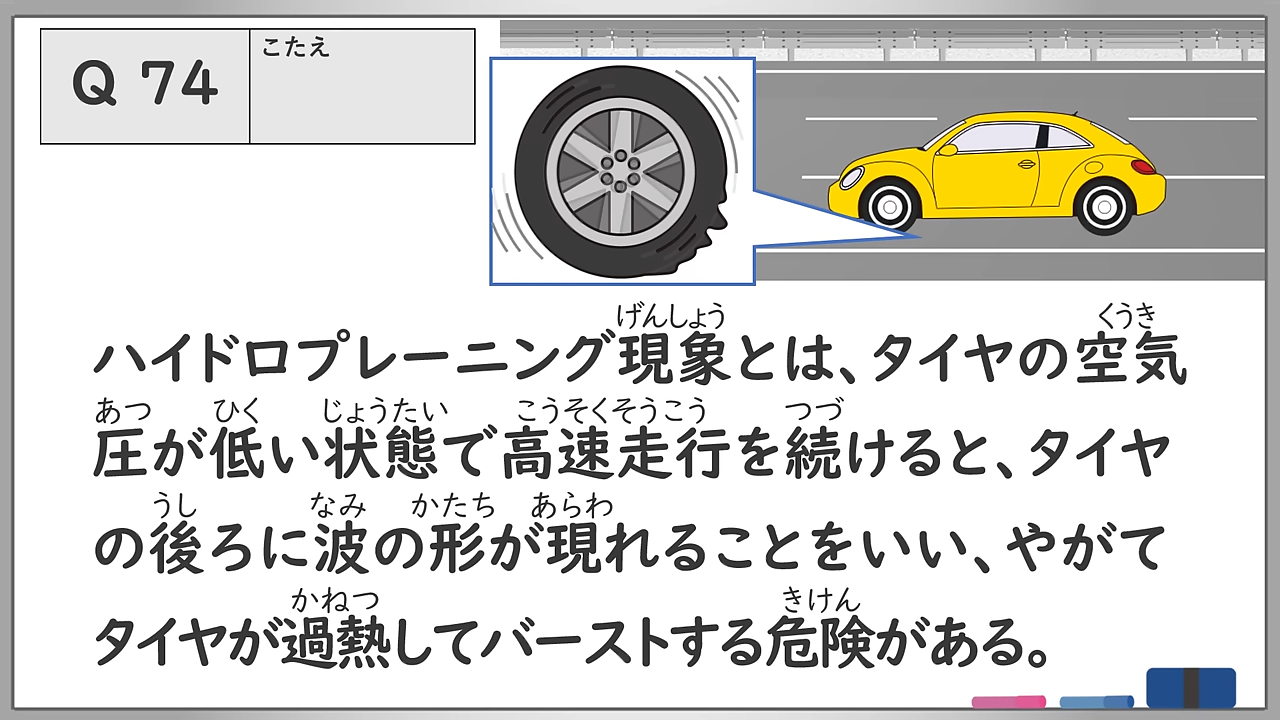 Q 74
こたえ
ハイドロプレーニング現象とは、タイヤの空気
圧が低い状態で高速走行を続けると、タイヤ
の後ろに波の形が現れることをいい、やがて
タイヤが過熱してバーストする危険がある。
げんしょう くうき
あつ ひく じょうたい こうそくそうこう つづ
うし なみ かたち あらわ
かねつ きけん